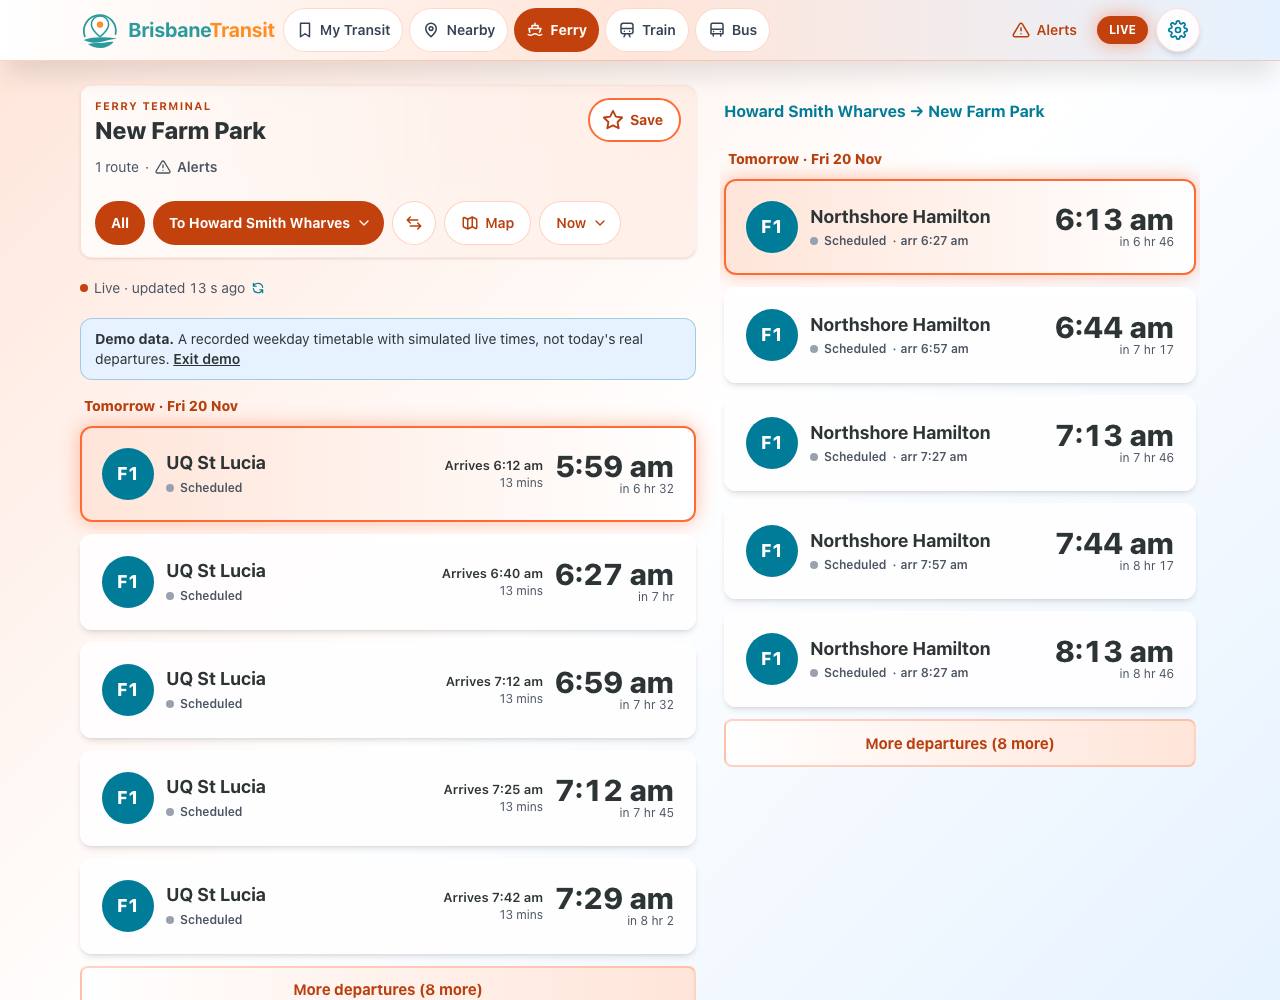 BrisbaneTransit
My Transit
Nearby
Ferry
Train
Bus
Alerts
LIVE
FERRY TERMINAL
New Farm Park
Save
1 route · Alerts
All
To Howard Smith Wharves
Map
Now
Live · updated 13 s ago
Demo data. A recorded weekday timetable with simulated live times, not today's real
departures. Exit demo
Tomorrow · Fri 20 Nov
F1
UQ St Lucia
Scheduled
Arrives 6:12 am
13 mins
5:59 am
in 6 hr 32
F1
UQ St Lucia
Scheduled
Arrives 6:40 am
13 mins
6:27 am
in 7 hr
F1
UQ St Lucia
Scheduled
Arrives 7:12 am
13 mins
6:59 am
in 7 hr 32
F1
UQ St Lucia
Scheduled
Arrives 7:25 am
13 mins
7:12 am
in 7 hr 45
F1
UQ St Lucia
Scheduled
Arrives 7:42 am
13 mins
7:29 am
in 8 hr 2
More departures (8 more)
Howard Smith Wharves → New Farm Park
Tomorrow · Fri 20 Nov
F1
Northshore Hamilton
Scheduled · arr 6:27 am
6:13 am
in 6 hr 46
F1
Northshore Hamilton
Scheduled · arr 6:57 am
6:44 am
in 7 hr 17
F1
Northshore Hamilton
Scheduled · arr 7:27 am
7:13 am
in 7 hr 46
F1
Northshore Hamilton
Scheduled · arr 7:57 am
7:44 am
in 8 hr 17
F1
Northshore Hamilton
Scheduled · arr 8:27 am
8:13 am
in 8 hr 46
More departures (8 more)